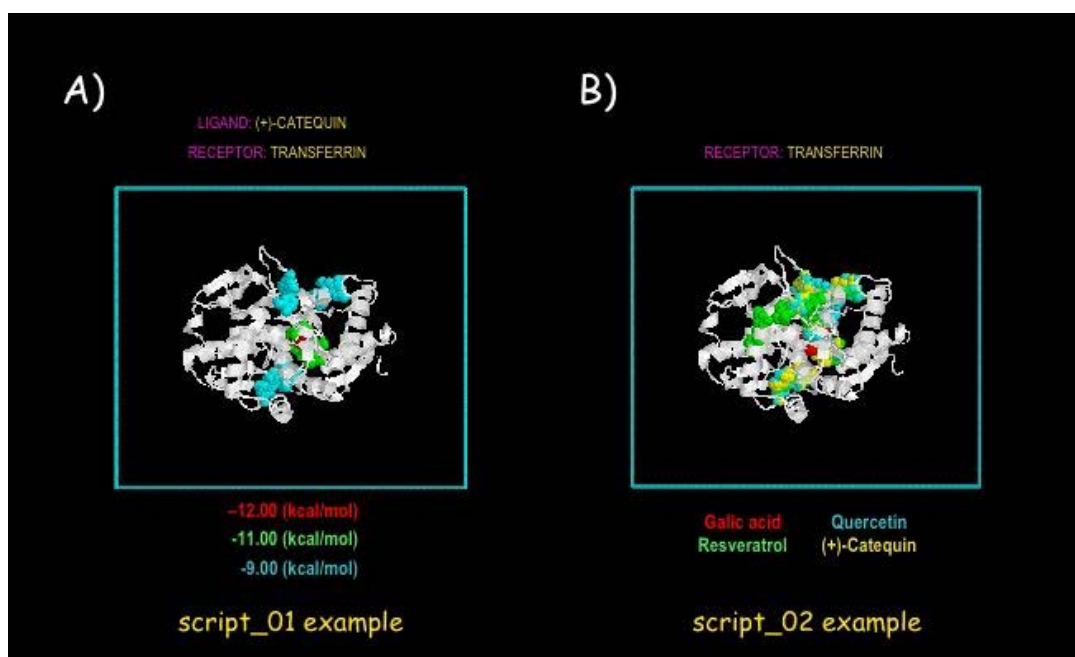 A)
LIGAND: (+)-CATEQUIN
RECEPTOR: TRANSFERRIN
–12.00 (kcal/mol)
-11.00 (kcal/mol)
-9.00 (kcal/mol)
script_01 example
B)
RECEPTOR: TRANSFERRIN
Galic acid Quercetin
Resveratrol (+)-Catequin
script_02 example